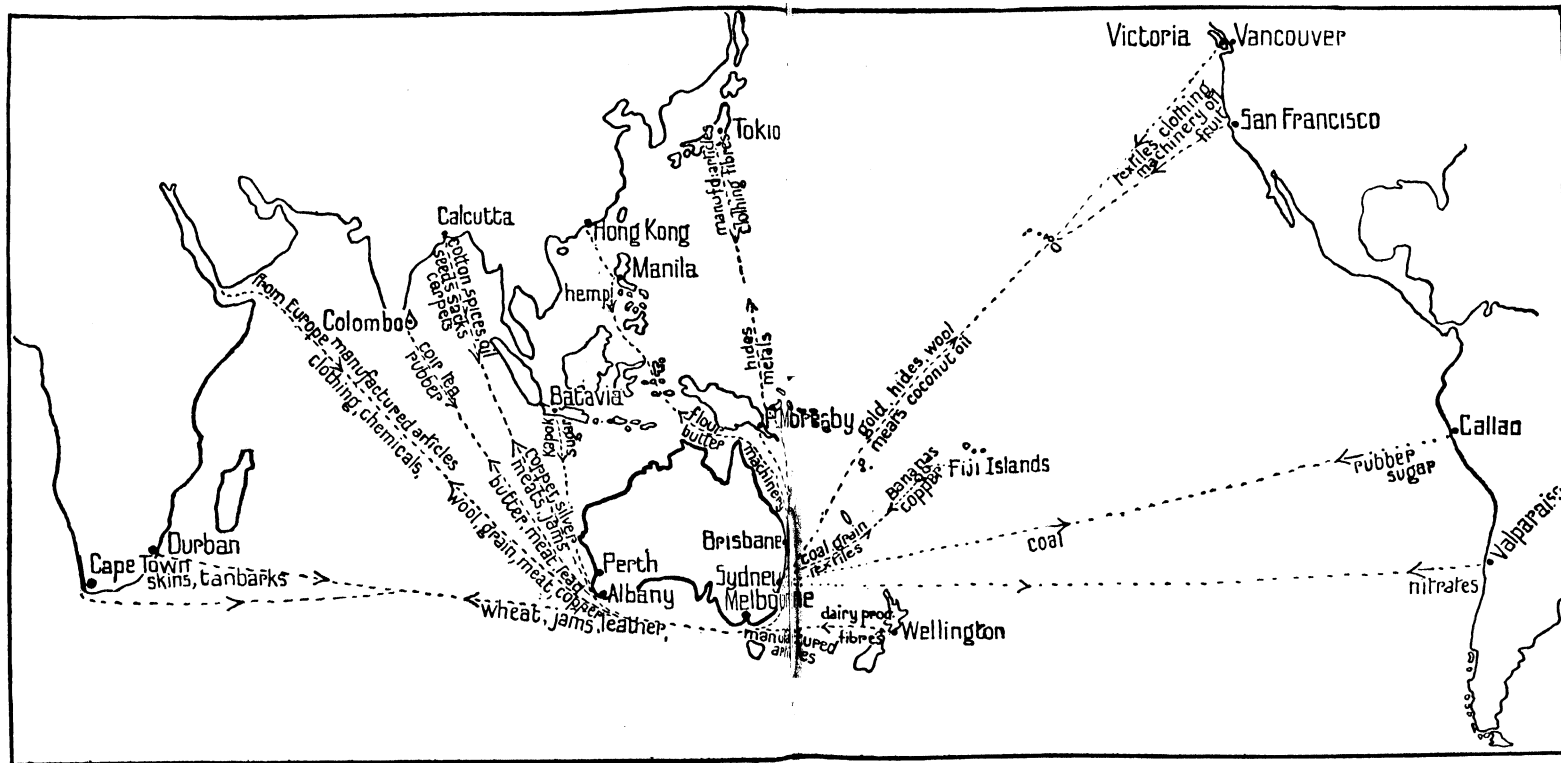 Victoria
Vancouver
textiles clothing
machinery oil
fruit
San Francisco
Tokio
manuf'd articles
clothing fibres
Calcutta
Hong Kong
Manila
hemp
cotton spices oil
seeds sacks
carpets
Colombo
coir tea
rubber
from Europe manufactured articles
clothing, chemicals,
hides
metals
gold. hides wool
means coconut oil
Batavia
Kapok
sugar
P. Moresby
flour
butter
machinery
Bananas
copper
Fiji Islands
Callao
rubber
sugar
copper, silver
meats, jams
butter, meat, lead
wool, grain, meat, copper
Durban
Cape Town
skins, tanbarks
Perth
Albany
Brisbane
Sydney
Melbourne
coal grain
textiles
coal
Valparaiso
nitrates
wheat, jams, leather,
dairy prod.
fibres
Wellington